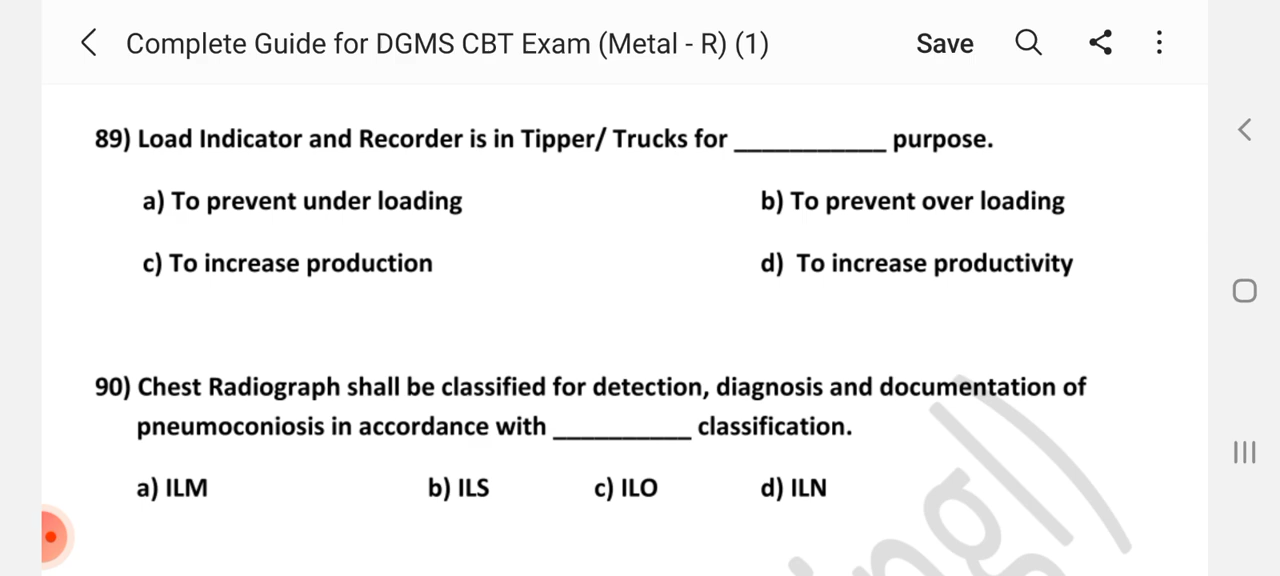 Complete Guide for DGMS CBT Exam (Metal - R) (1) Save
89) Load Indicator and Recorder is in Tipper/ Trucks for ___________ purpose.
a) To prevent under loading b) To prevent over loading
c) To increase production d) To increase productivity
90) Chest Radiograph shall be classified for detection, diagnosis and documentation of
pneumoconiosis in accordance with __________ classification.
a) ILM b) ILS c) ILO d) ILN